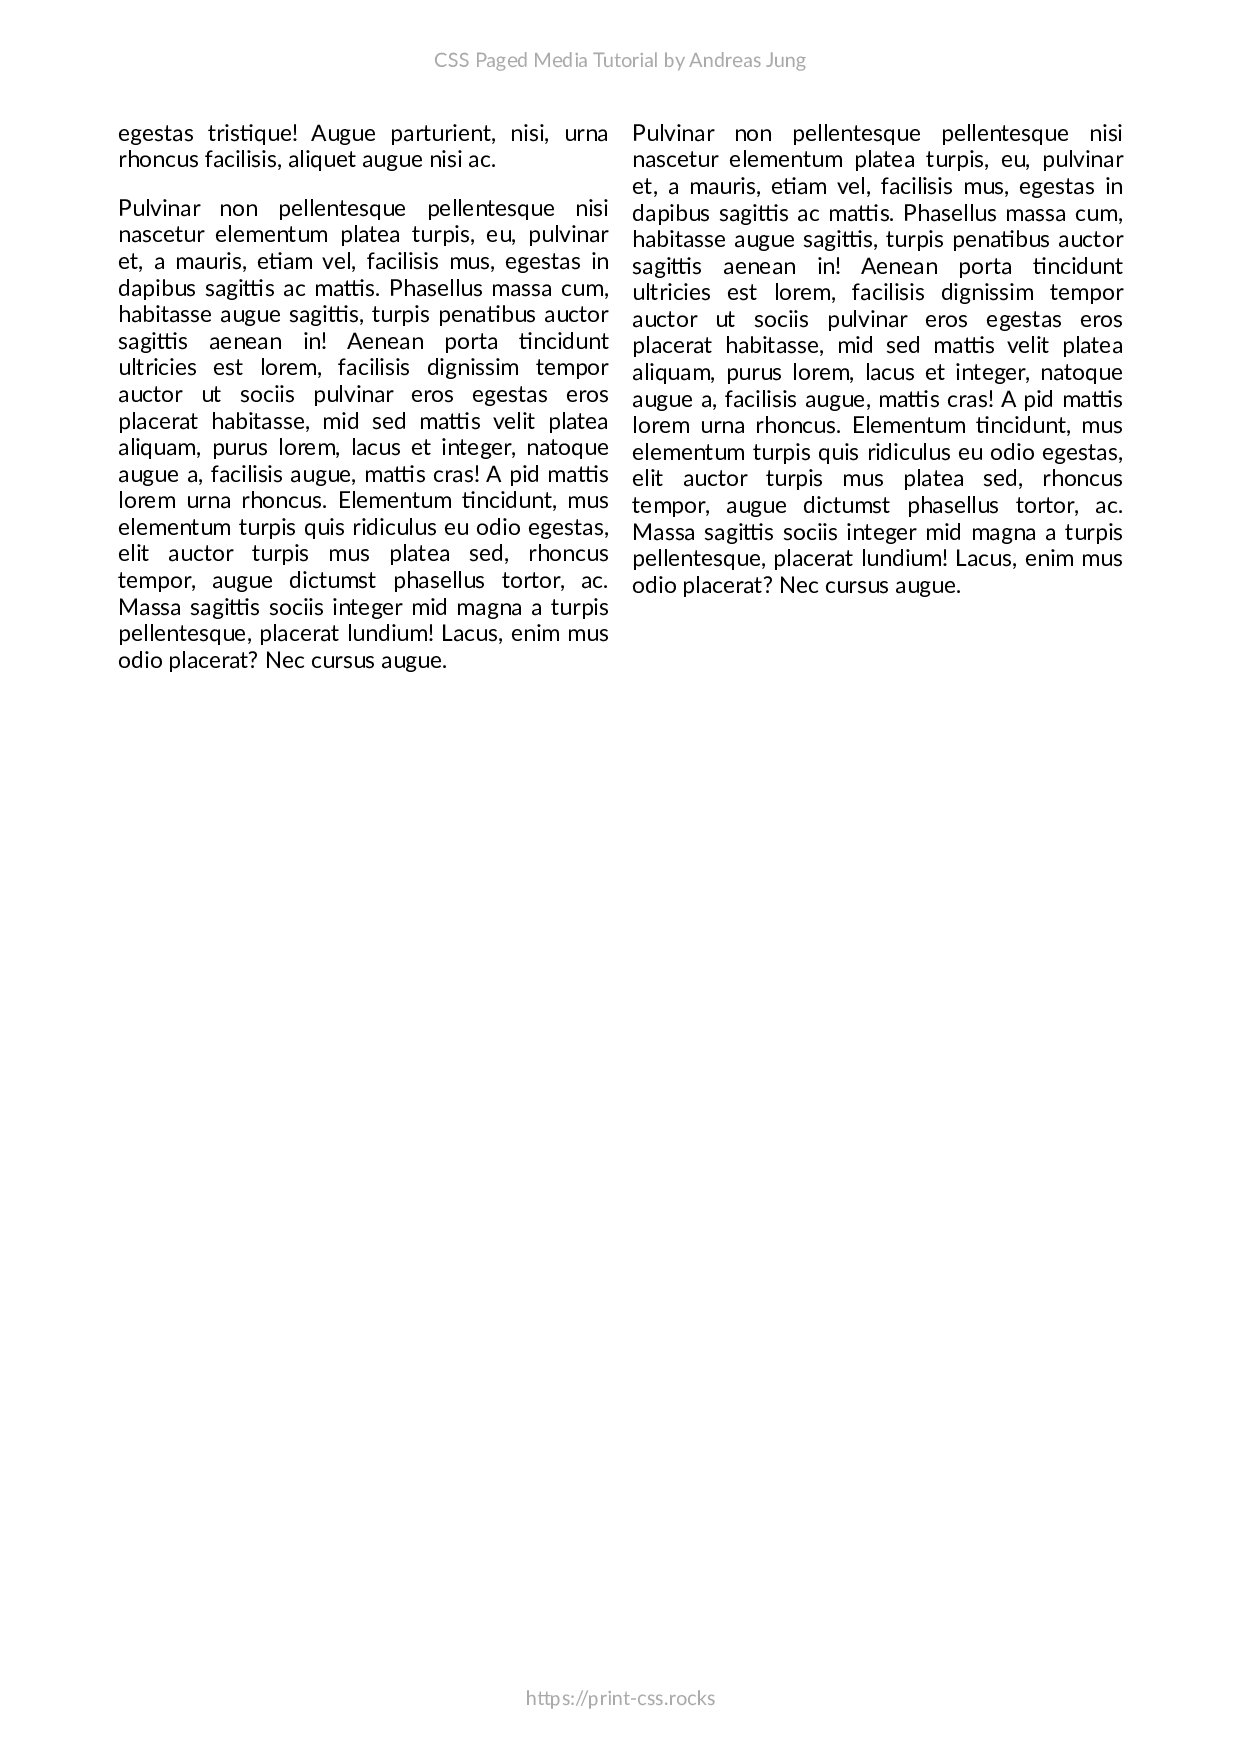 CSS Paged Media Tutorial by Andreas Jung
egestas tristique! Augue parturient, nisi, urna
rhoncus facilisis, aliquet augue nisi ac.
Pulvinar non pellentesque pellentesque nisi
nascetur elementum platea turpis, eu, pulvinar
et, a mauris, etiam vel, facilisis mus, egestas in
dapibus sagittis ac mattis. Phasellus massa cum,
habitasse augue sagittis, turpis penatibus auctor
sagittis aenean in! Aenean porta tincidunt
ultricies est lorem, facilisis dignissim tempor
auctor ut sociis pulvinar eros egestas eros
placerat habitasse, mid sed mattis velit platea
aliquam, purus lorem, lacus et integer, natoque
augue a, facilisis augue, mattis cras! A pid mattis
lorem urna rhoncus. Elementum tincidunt, mus
elementum turpis quis ridiculus eu odio egestas,
elit auctor turpis mus platea sed, rhoncus
tempor, augue dictumst phasellus tortor, ac.
Massa sagittis sociis integer mid magna a turpis
pellentesque, placerat lundium! Lacus, enim mus
odio placerat? Nec cursus augue.
Pulvinar non pellentesque pellentesque nisi
nascetur elementum platea turpis, eu, pulvinar
et, a mauris, etiam vel, facilisis mus, egestas in
dapibus sagittis ac mattis. Phasellus massa cum,
habitasse augue sagittis, turpis penatibus auctor
sagittis aenean in! Aenean porta tincidunt
ultricies est lorem, facilisis dignissim tempor
auctor ut sociis pulvinar eros egestas eros
placerat habitasse, mid sed mattis velit platea
aliquam, purus lorem, lacus et integer, natoque
augue a, facilisis augue, mattis cras! A pid mattis
lorem urna rhoncus. Elementum tincidunt, mus
elementum turpis quis ridiculus eu odio egestas,
elit auctor turpis mus platea sed, rhoncus
tempor, augue dictumst phasellus tortor, ac.
Massa sagittis sociis integer mid magna a turpis
pellentesque, placerat lundium! Lacus, enim mus
odio placerat? Nec cursus augue.
https://print-css.rocks